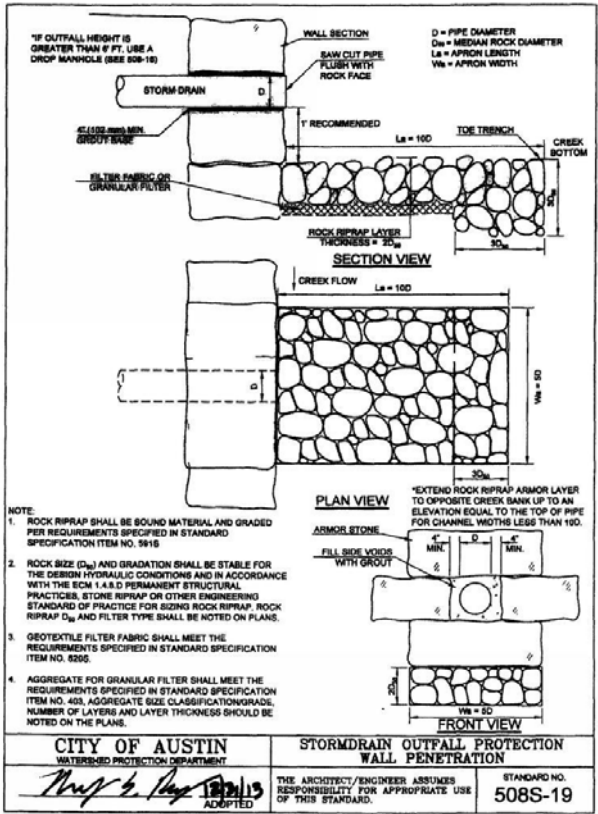 *IF OUTFALL HEIGHT IS
GREATER THAN 6' FT. USE A
DROP MANHOLE (SEE 506-16)
WALL SECTION
SAW CUT PIPE
FLUSH WITH
ROCK FACE
D = PIPE DIAMETER
D50 = MEDIAN ROCK DIAMETER
La = APRON LENGTH
Wa = APRON WIDTH
STORM DRAIN
D
4" (102 mm) MIN.
GROUT BASE
1' RECOMMENDED
La = 10D
TOE TRENCH
CREEK
BOTTOM
FILTER FABRIC OR
GRANULAR FILTER
3D50
ROCK RIPRAP LAYER
THICKNESS = 2D50
3D50
SECTION VIEW
CREEK FLOW
La = 10D
D
Wa = 5D
3D50
PLAN VIEW
*EXTEND ROCK RIPRAP ARMOR LAYER
TO OPPOSITE CREEK BANK UP TO AN
ELEVATION EQUAL TO THE TOP OF PIPE
FOR CHANNEL WIDTHS LESS THAN 10D.
NOTE:
1. ROCK RIPRAP SHALL BE SOUND MATERIAL AND GRADED
PER REQUIREMENTS SPECIFIED IN STANDARD
SPECIFICATION ITEM NO. 591S
2. ROCK SIZE (D50) AND GRADATION SHALL BE STABLE FOR
THE DESIGN HYDRAULIC CONDITIONS AND IN ACCORDANCE
WITH THE ECM 1.4.6.D PERMANENT STRUCTURAL
PRACTICES, STONE RIPRAP OR OTHER ENGINEERING
STANDARD OF PRACTICE FOR SIZING ROCK RIPRAP. ROCK
RIPRAP D50 AND FILTER TYPE SHALL BE NOTED ON PLANS.
3. GEOTEXTILE FILTER FABRIC SHALL MEET THE
REQUIREMENTS SPECIFIED IN STANDARD SPECIFICATION
ITEM NO. 620S.
4. AGGREGATE FOR GRANULAR FILTER SHALL MEET THE
REQUIREMENTS SPECIFIED IN STANDARD SPECIFICATION
ITEM NO. 403, AGGREGATE SIZE CLASSIFICATION/GRADE,
NUMBER OF LAYERS AND LAYER THICKNESS SHOULD BE
NOTED ON THE PLANS.
ARMOR STONE
4" D 4"
MIN. MIN.
FILL SIDE VOIDS
WITH GROUT
2D50
Wa = 5D
FRONT VIEW
CITY OF AUSTIN
WATERSHED PROTECTION DEPARTMENT
STORMDRAIN OUTFALL PROTECTION
WALL PENETRATION
ADOPTED
THE ARCHITECT/ENGINEER ASSUMES
RESPONSIBILITY FOR APPROPRIATE USE
OF THIS STANDARD.
STANDARD NO.
508S-19